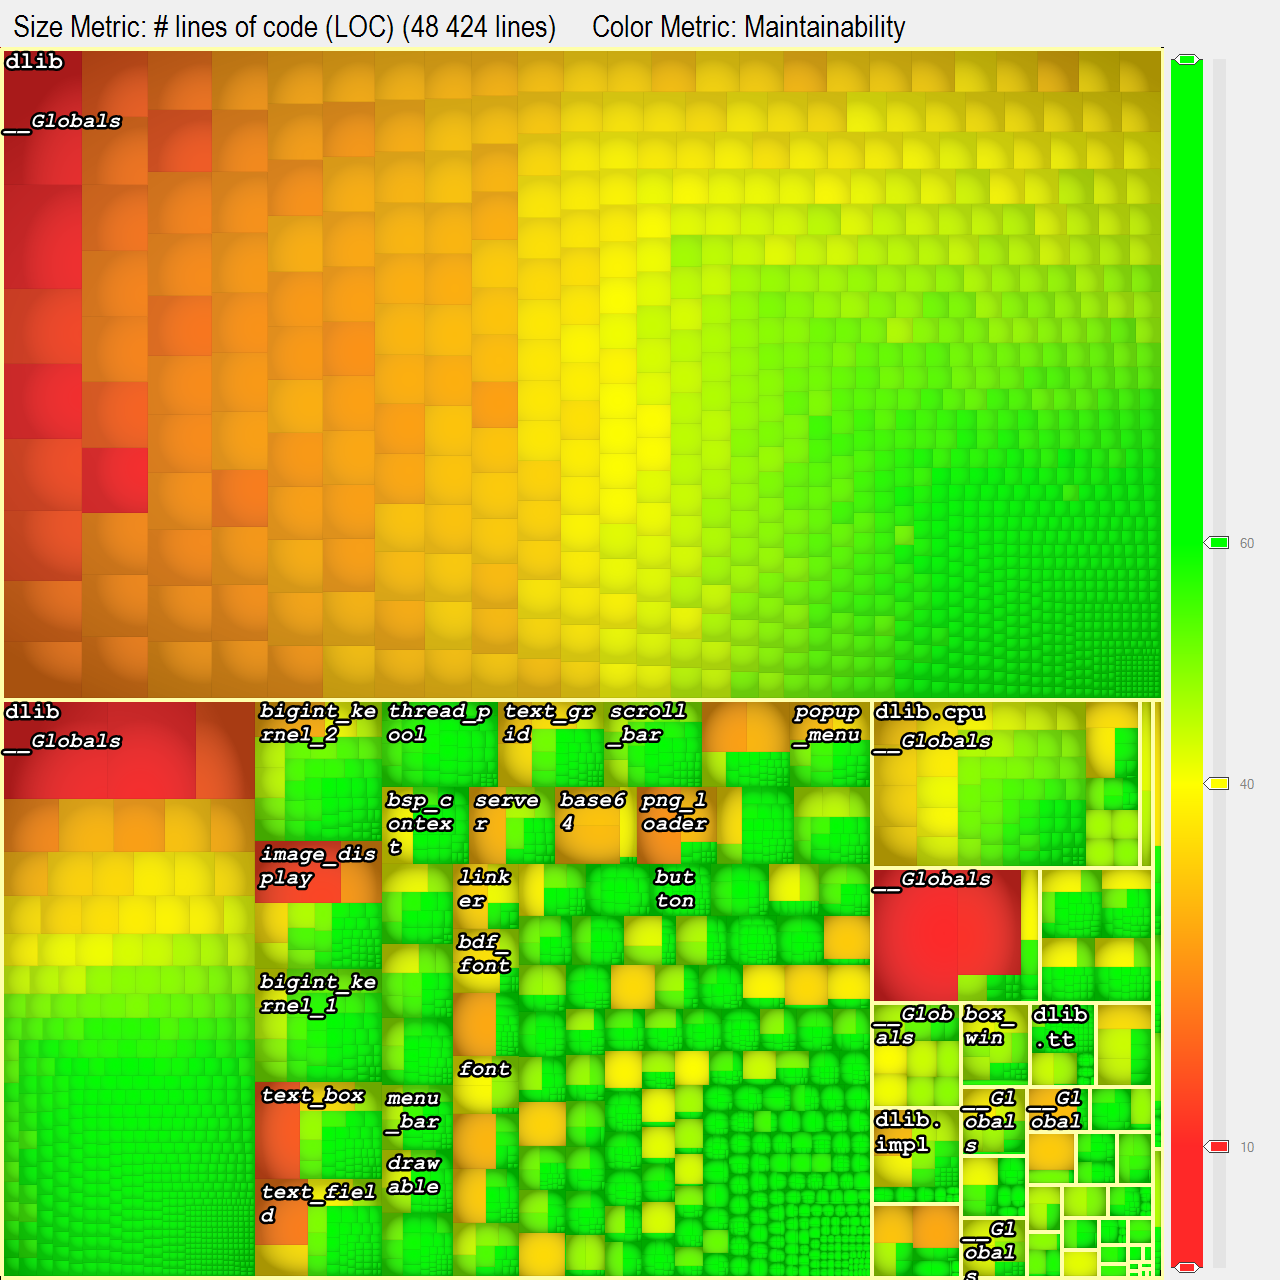 Size Metric: # lines of code (LOC) (48 424 lines) Color Metric: Maintainability
dlib
__Globals
60
40
10
dlib
__Globals
bigint_ke
rnel_2
thread_p
ool
text_gr
id
scroll
_bar
popup
_menu
dlib.cpu
__Globals
bsp_c
ontex
t
serve
r
base6
4
png_l
oader
image_dis
play
link
er
but
ton
__Globals
bdf_
font
bigint_ke
rnel_1
__Glob
als
box_
win
dlib
.tt
font
text_box
menu
_bar
__Gl
obal
s
__Gl
obal
dlib.
impl
draw
able
text_fiel
d
__Gl
obal
s